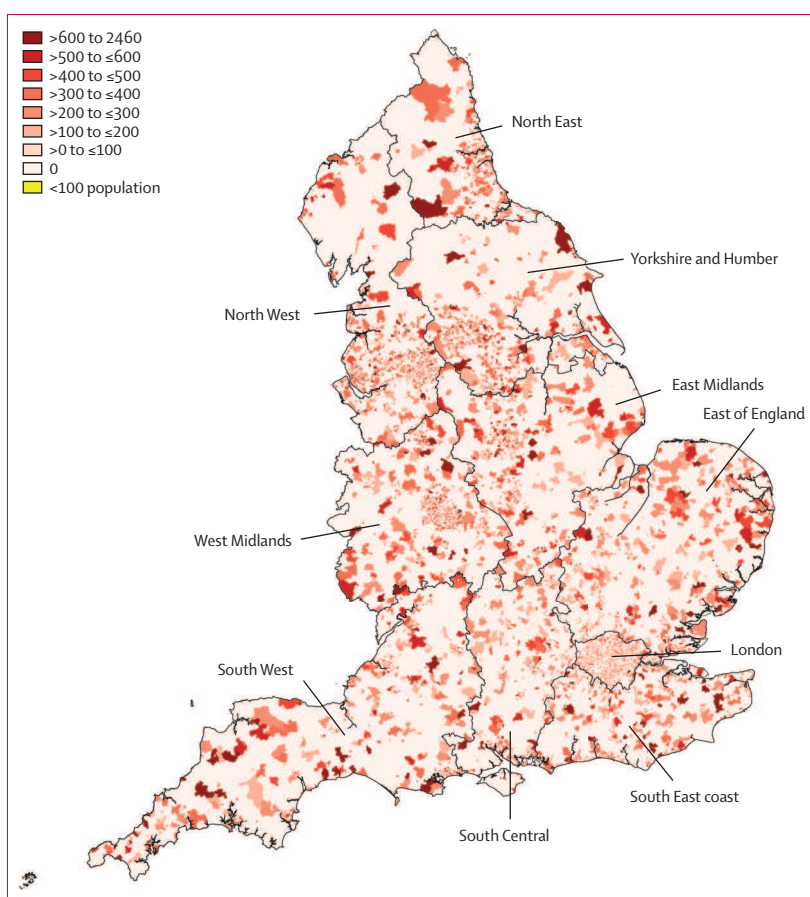 >600 to 2460
>500 to ≤600
>400 to ≤500
>300 to ≤400
>200 to ≤300
>100 to ≤200
>0 to ≤100
0
<100 population
North East
Yorkshire and Humber
North West
East Midlands
East of England
West Midlands
London
South West
South East coast
South Central